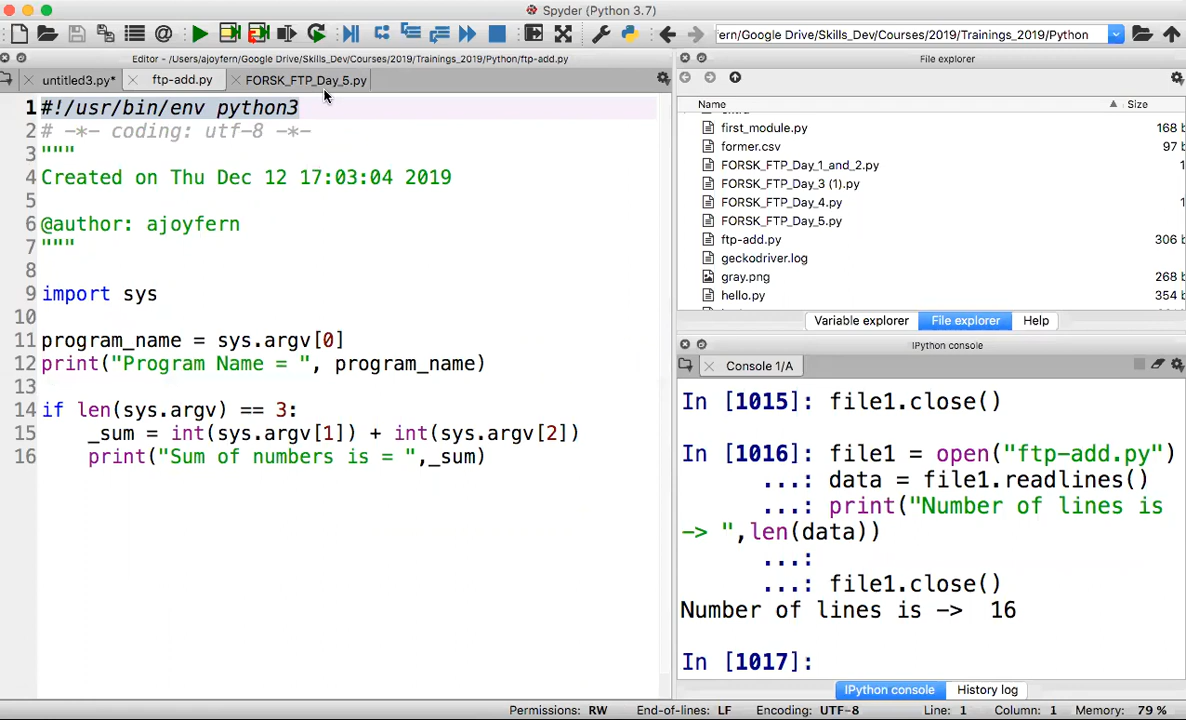 Spyder (Python 3.7)
ern/Google Drive/Skills_Dev/Courses/2019/Trainings_2019/Python
Editor - /Users/ajoyfern/Google Drive/Skills_Dev/Courses/2019/Trainings_2019/Python/ftp-add.py
untitled3.py*
ftp-add.py
FORSK_FTP_Day_5.py
1 #!/usr/bin/env python3
2 # -*- coding: utf-8 -*-
3 """
4 Created on Thu Dec 12 17:03:04 2019
5
6 @author: ajoyfern
7 """
8
9 import sys
10
11 program_name = sys.argv[0]
12 print("Program Name = ", program_name)
13
14 if len(sys.argv) == 3:
15 _sum = int(sys.argv[1]) + int(sys.argv[2])
16 print("Sum of numbers is = ",_sum)
File explorer
Name Size
first_module.py 168 b
former.csv 97 b
FORSK_FTP_Day_1_and_2.py 1
FORSK_FTP_Day_3 (1).py
FORSK_FTP_Day_4.py 1
FORSK_FTP_Day_5.py
ftp-add.py 306 b
geckodriver.log
gray.png 268 b
hello.py 354 b
Variable explorer File explorer Help
IPython console
Console 1/A
In [1015]: file1.close()
In [1016]: file1 = open("ftp-add.py")
...: data = file1.readlines()
...: print("Number of lines is
-> ",len(data))
...:
...: file1.close()
Number of lines is -> 16
In [1017]:
IPython console History log
Permissions: RW End-of-lines: LF Encoding: UTF-8 Line: 1 Column: 1 Memory: 79 %